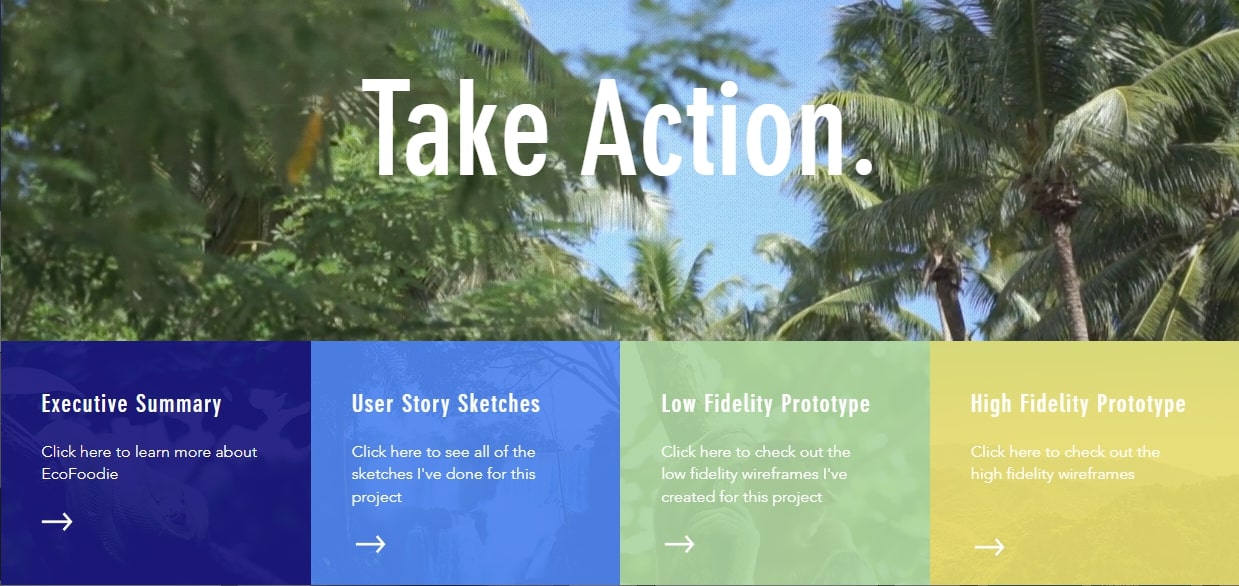 Take Action.
Executive Summary
Click here to learn more about
EcoFoodie
User Story Sketches
Click here to see all of the
sketches I've done for this
project
Low Fidelity Prototype
Click here to check out the
low fidelity wireframes I've
created for this project
High Fidelity Prototype
Click here to check out the
high fidelity wireframes